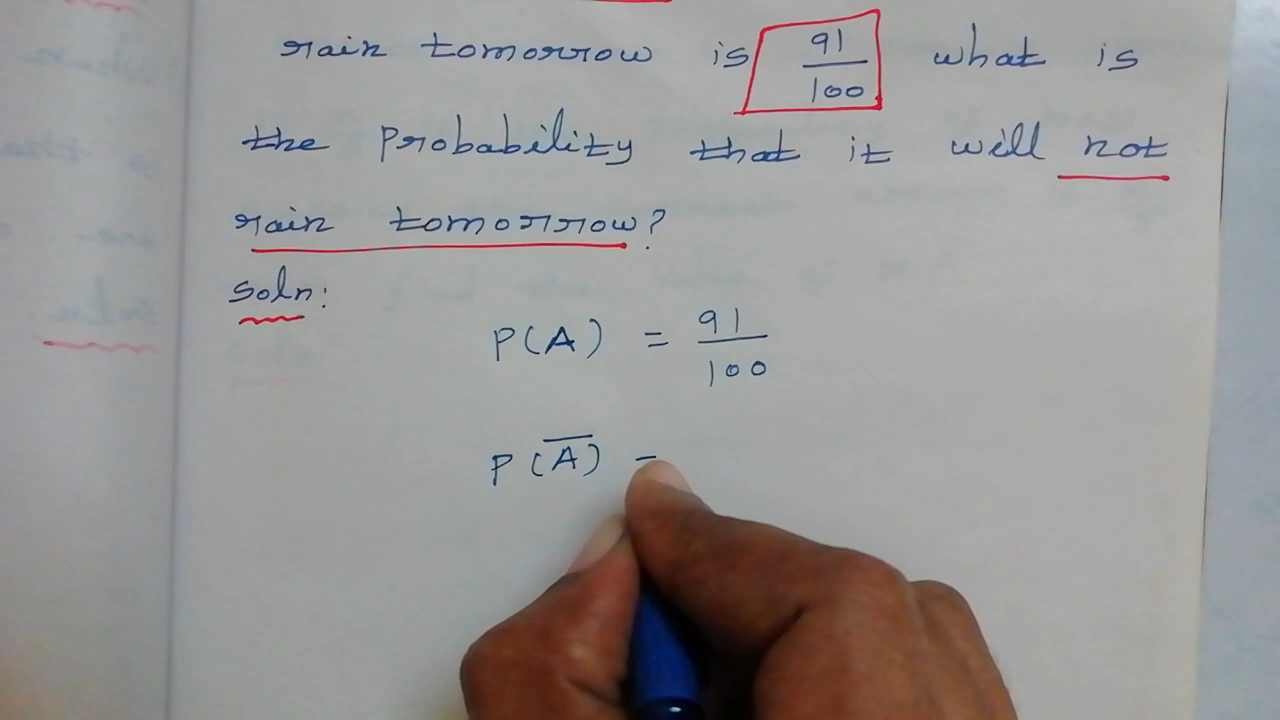 rain tomorrow is 91/100 what is
the probability that it will not
rain tomorrow?
Soln:
P(A) = 91/100
P(A̅) =